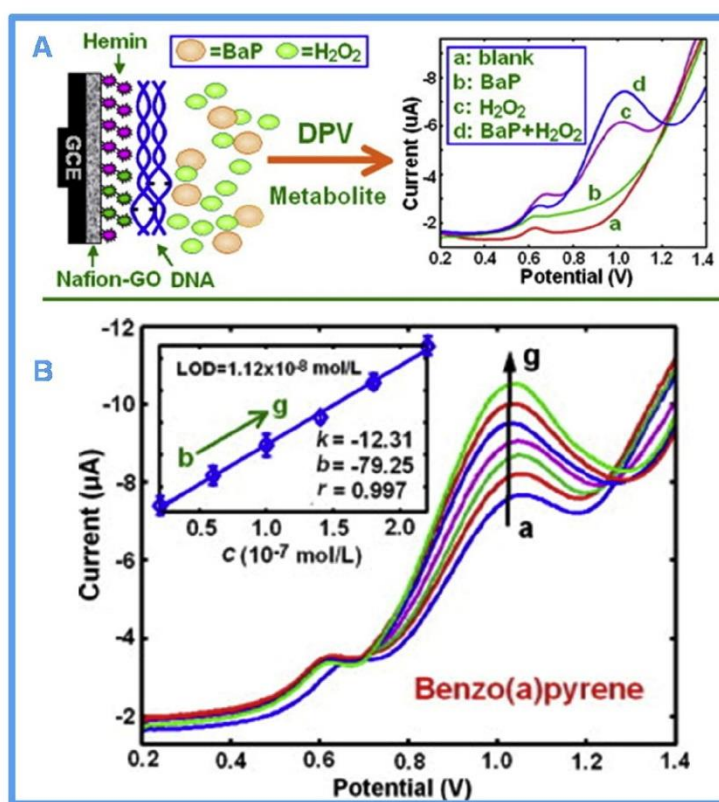 A
Hemin
=BaP =H₂O₂
GCE
DPV
Metabolite
Nafion-GO DNA
a: blank
b: BaP
c: H₂O₂
d: BaP+H₂O₂
d
c
b
a
Current (uA)
-8
-6
-4
-2
0.2 0.4 0.6 0.8 1.0 1.2 1.4
Potential (V)
B
-12
-10
-8
-6
-4
-2
Current (µA)
LOD=1.12x10⁻⁸ mol/L
b g
k = -12.31
b = -79.25
r = 0.997
0.5 1.0 1.5 2.0
C (10⁻⁷ mol/L)
g
a
Benzo(a)pyrene
0.2 0.4 0.6 0.8 1.0 1.2 1.4
Potential (V)